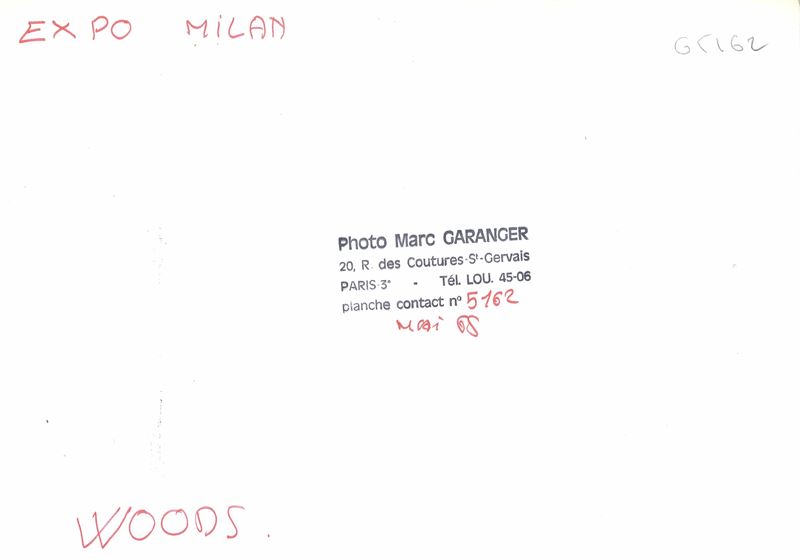 EXPO MILAN
G5162
Photo Marc GARANGER
20, R. des Coutures-St-Gervais
PARIS-3e - Tél. LOU. 45-06
planche contact no 5162
Mai
WOODS.